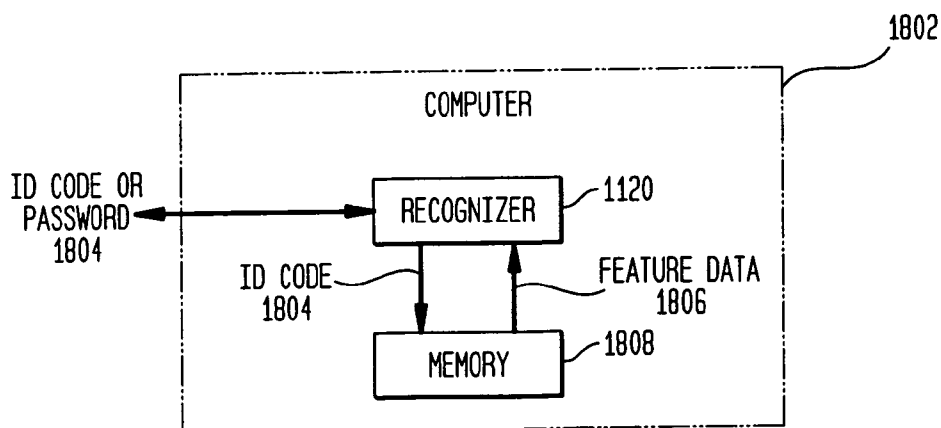 1802
COMPUTER
ID CODE OR
PASSWORD
1804
RECOGNIZER
1120
ID CODE
1804
FEATURE DATA
1806
MEMORY
1808